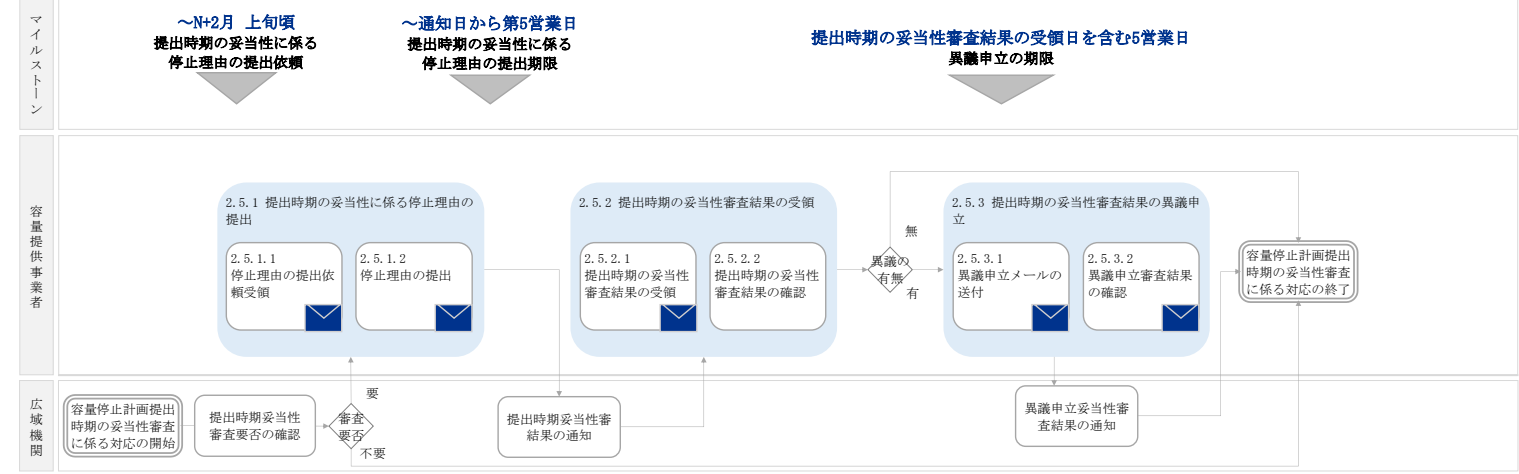 マイルストーン
～N+2月 上旬頃
提出時期の妥当性に係る
停止理由の提出依頼
～通知日から第5営業日
提出時期の妥当性に係る
停止理由の提出期限
提出時期の妥当性審査結果の受領日を含む5営業日
異議申立の期限
容量提供事業者
2.5.1 提出時期の妥当性に係る停止理由の
提出
2.5.1.1
停止理由の提出依
頼受領
2.5.1.2
停止理由の提出
2.5.2 提出時期の妥当性審査結果の受領
2.5.2.1
提出時期の妥当性
審査結果の受領
2.5.2.2
提出時期の妥当性
審査結果の確認
無
異議の
有無
有
2.5.3 提出時期の妥当性審査結果の異議申
立
2.5.3.1
異議申立メールの
送付
2.5.3.2
異議申立審査結果
の確認
容量停止計画提出
時期の妥当性審査
に係る対応の終了
広域機関
容量停止計画提出
時期の妥当性審査
に係る対応の開始
提出時期妥当性
審査要否の確認
要
審査
要否
不要
提出時期妥当性審
結果の通知
異議申立妥当性審
査結果の通知